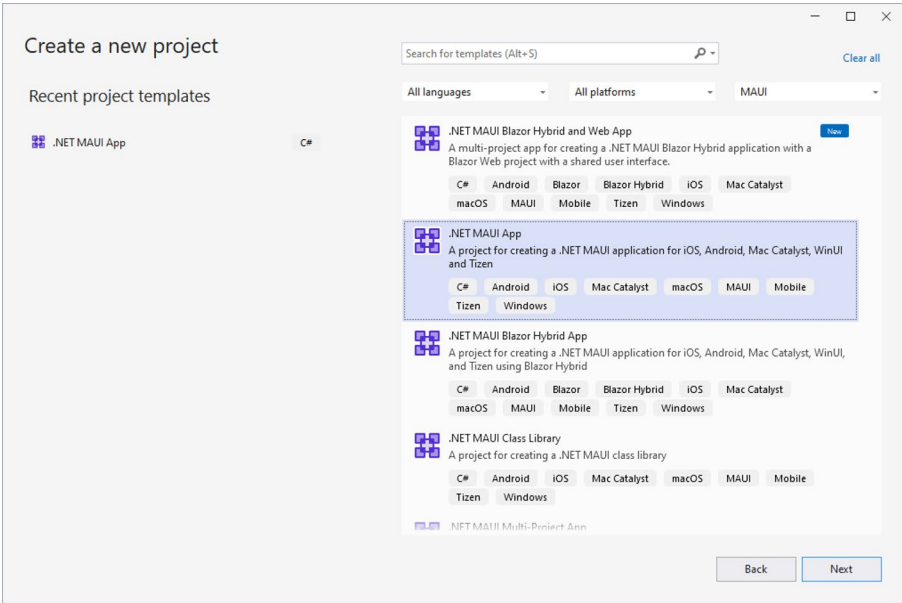 Create a new project
Recent project templates
.NET MAUI App C#
Search for templates (Alt+S)
Clear all
All languages All platforms MAUI
.NET MAUI Blazor Hybrid and Web App New
A multi-project app for creating a .NET MAUI Blazor Hybrid application with a
Blazor Web project with a shared user interface.
C# Android Blazor Blazor Hybrid iOS Mac Catalyst
macOS MAUI Mobile Tizen Windows
.NET MAUI App
A project for creating a .NET MAUI application for iOS, Android, Mac Catalyst, WinUI
and Tizen
C# Android iOS Mac Catalyst macOS MAUI Mobile
Tizen Windows
.NET MAUI Blazor Hybrid App
A project for creating a .NET MAUI application for iOS, Android, Mac Catalyst, WinUI,
and Tizen using Blazor Hybrid
C# Android Blazor Blazor Hybrid iOS Mac Catalyst
macOS MAUI Mobile Tizen Windows
.NET MAUI Class Library
A project for creating a .NET MAUI class library
C# Android iOS Mac Catalyst macOS MAUI Mobile
Tizen Windows
.NET MAUI Multi-Project App
Back Next